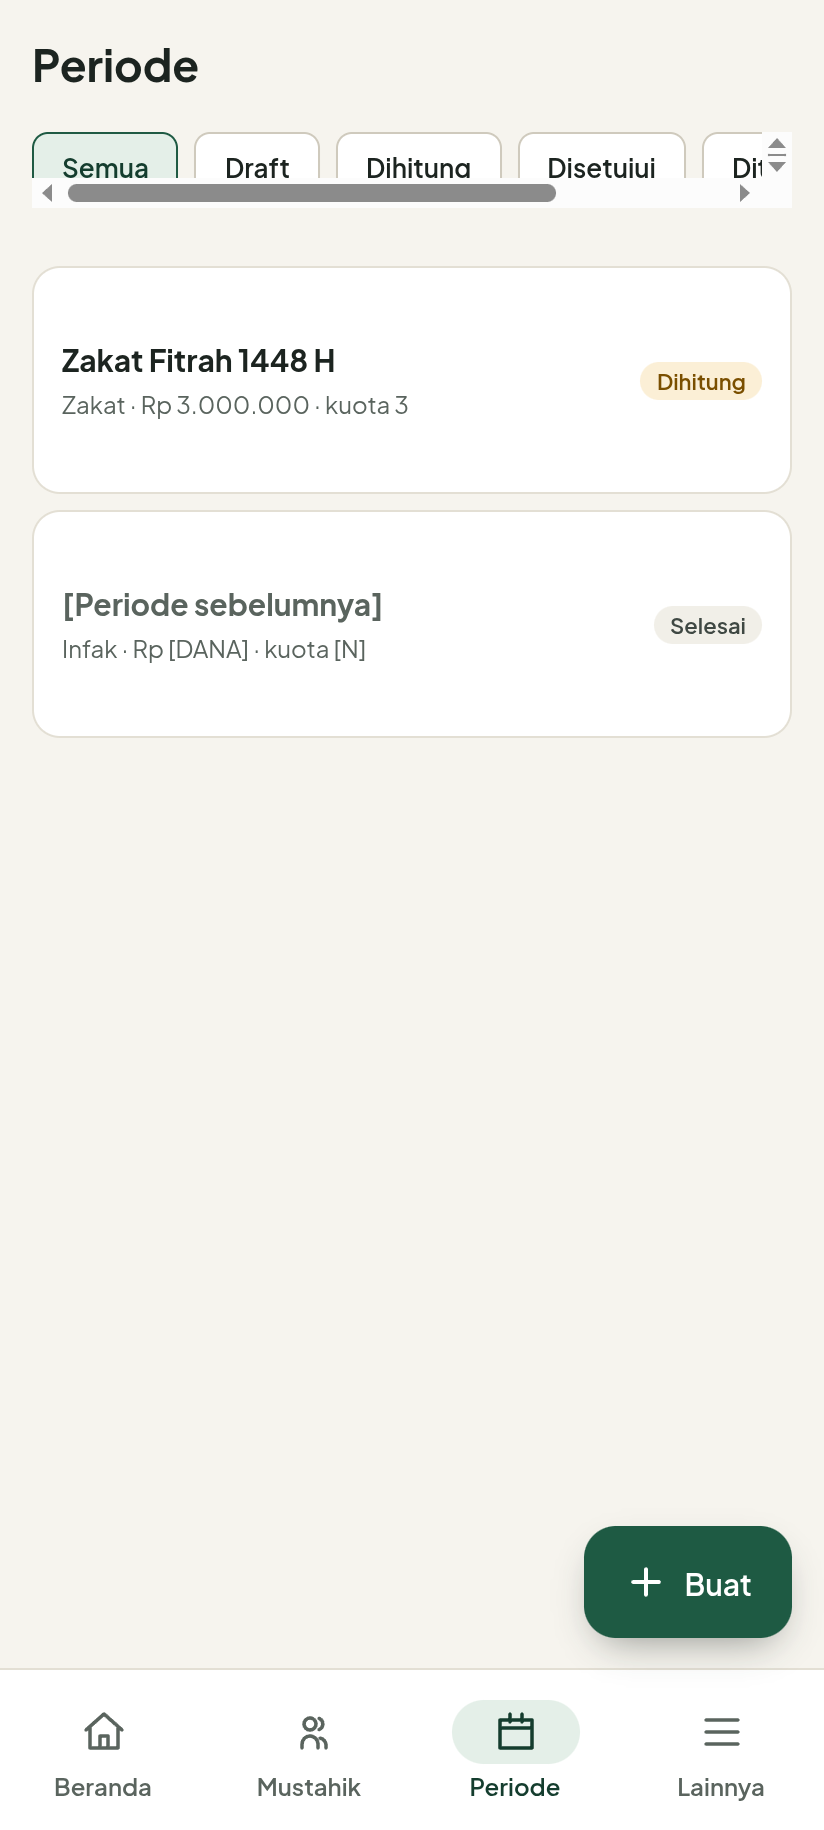 Periode
Semua Draft Dihitung Disetujui
Zakat Fitrah 1448 H
Zakat · Rp 3.000.000 · kuota 3
Dihitung
[Periode sebelumnya]
Infak · Rp [DANA] · kuota [N]
Selesai
Buat
Beranda Mustahik Periode Lainnya